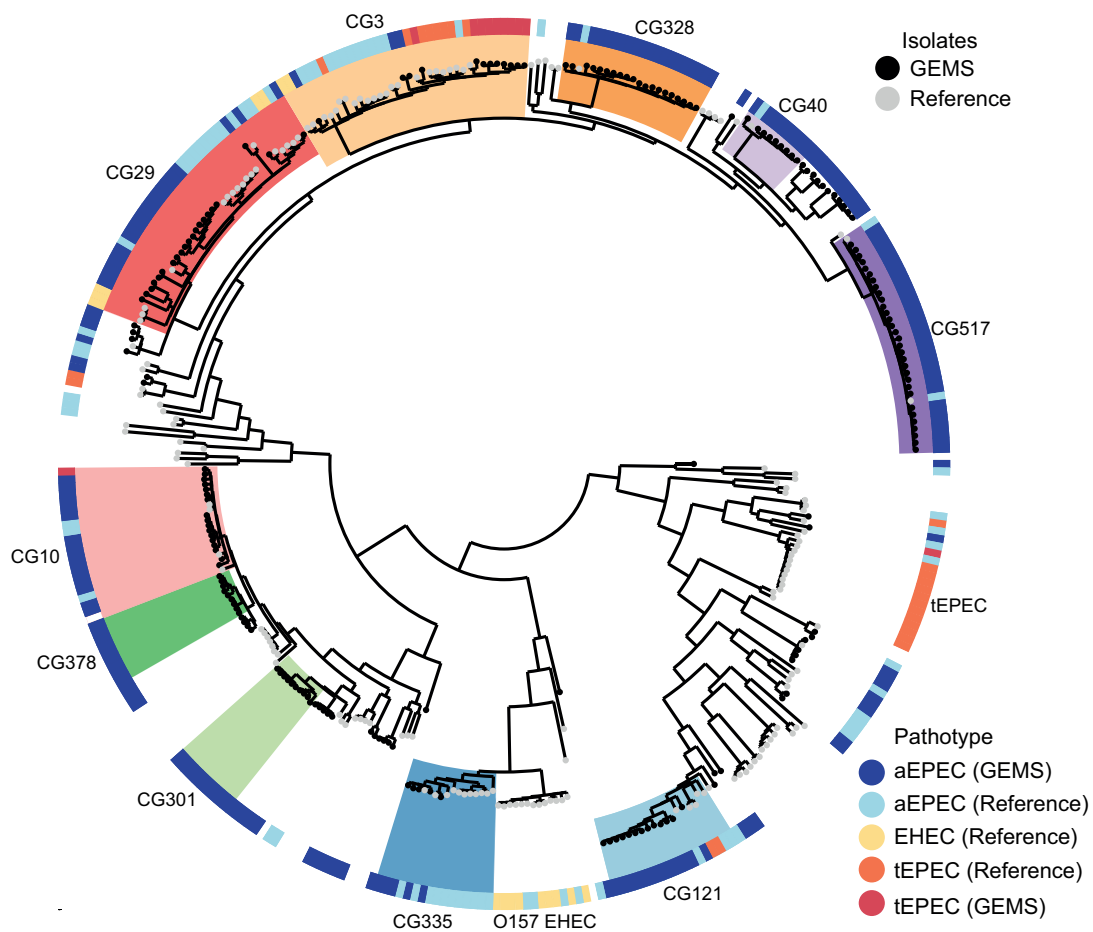 CG3
CG328
Isolates
GEMS
Reference
CG40
CG29
CG517
CG10
tEPEC
CG378
CG301
CG335
O157 EHEC
CG121
Pathotype
aEPEC (GEMS)
aEPEC (Reference)
EHEC (Reference)
tEPEC (Reference)
tEPEC (GEMS)